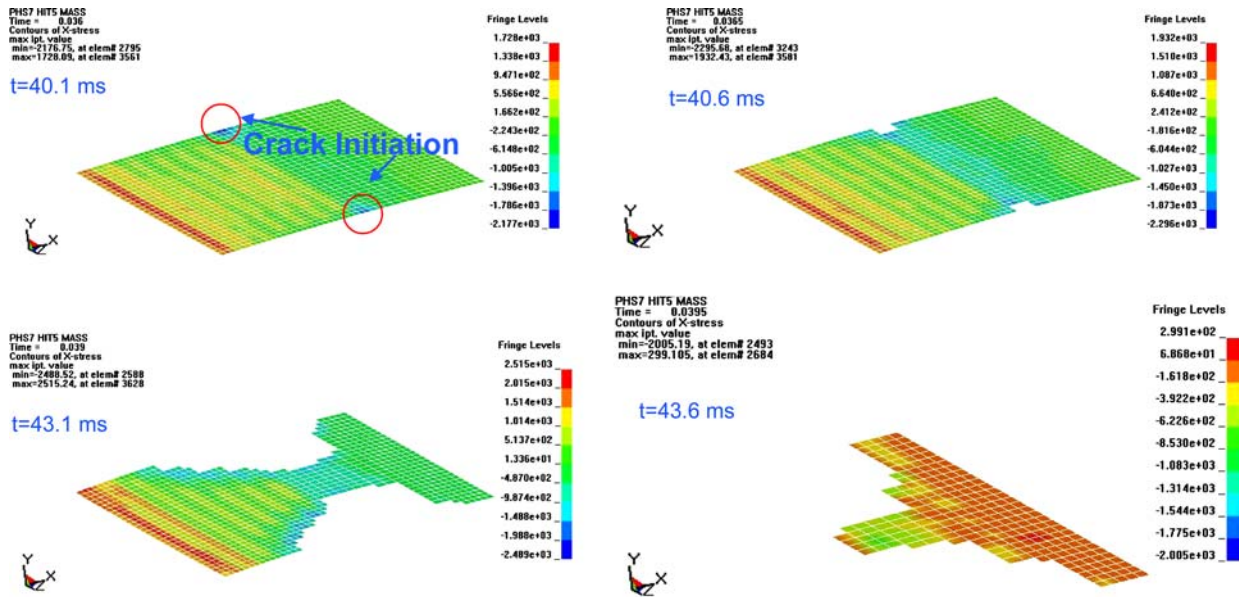 PHS7 HIT5 MASS
Time = 0.036
Contours of X-stress
max ipt. value
min=-2176.75, at elem# 2795
max=1728.09, at elem# 3561
t=40.1 ms
Crack Initiation
Fringe Levels
1.728e+03
1.338e+03
9.471e+02
5.566e+02
1.662e+02
-2.243e+02
-6.148e+02
-1.005e+03
-1.396e+03
-1.786e+03
-2.177e+03
Y
X
Z
PHS7 HIT5 MASS
Time = 0.0365
Contours of X-stress
max ipt. value
min=-2295.68, at elem# 3243
max=1932.43, at elem# 3581
t=40.6 ms
Fringe Levels
1.932e+03
1.510e+03
1.087e+03
6.640e+02
2.412e+02
-1.816e+02
-6.044e+02
-1.027e+03
-1.450e+03
-1.873e+03
-2.296e+03
Y
X
Z
PHS7 HIT5 MASS
Time = 0.039
Contours of X-stress
max ipt. value
min=-2488.52, at elem# 2588
max=2515.24, at elem# 3628
t=43.1 ms
Fringe Levels
2.515e+03
2.015e+03
1.514e+03
1.014e+03
5.137e+02
1.336e+01
-4.870e+02
-9.874e+02
-1.488e+03
-1.988e+03
-2.489e+03
Y
X
Z
PHS7 HIT5 MASS
Time = 0.0395
Contours of X-stress
max ipt. value
min=-2005.19, at elem# 2493
max=299.105, at elem# 2684
t=43.6 ms
Fringe Levels
2.991e+02
6.868e+01
-1.618e+02
-3.922e+02
-6.226e+02
-8.530e+02
-1.083e+03
-1.314e+03
-1.544e+03
-1.775e+03
-2.005e+03
Y
X
Z